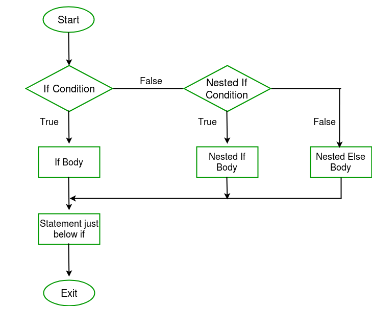 Start
If Condition
False
Nested If
Condition
True
True
False
If Body
Nested If
Body
Nested Else
Body
Statement just
below if
Exit